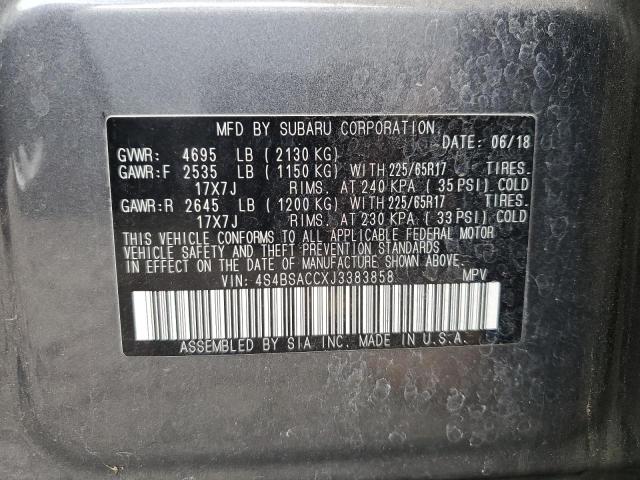 MFD BY SUBARU CORPORATION
DATE: 06/18
GVWR: 4695 LB ( 2130 KG)
GAWR:F 2535 LB ( 1150 KG) WITH 225/65R17 TIRES.
17X7J RIMS. AT 240 KPA ( 35 PSI) COLD
GAWR:R 2645 LB ( 1200 KG) WITH 225/65R17 TIRES.
17X7J RIMS. AT 230 KPA ( 33 PSI) COLD
THIS VEHICLE CONFORMS TO ALL APPLICABLE FEDERAL MOTOR
VEHICLE SAFETY AND THEFT PREVENTION STANDARDS
IN EFFECT ON THE DATE OF MANUFACTURE SHOWN ABOVE.
VIN: 4S4BSACCXJ3383858 MPV
ASSEMBLED BY SIA INC. MADE IN U.S.A.